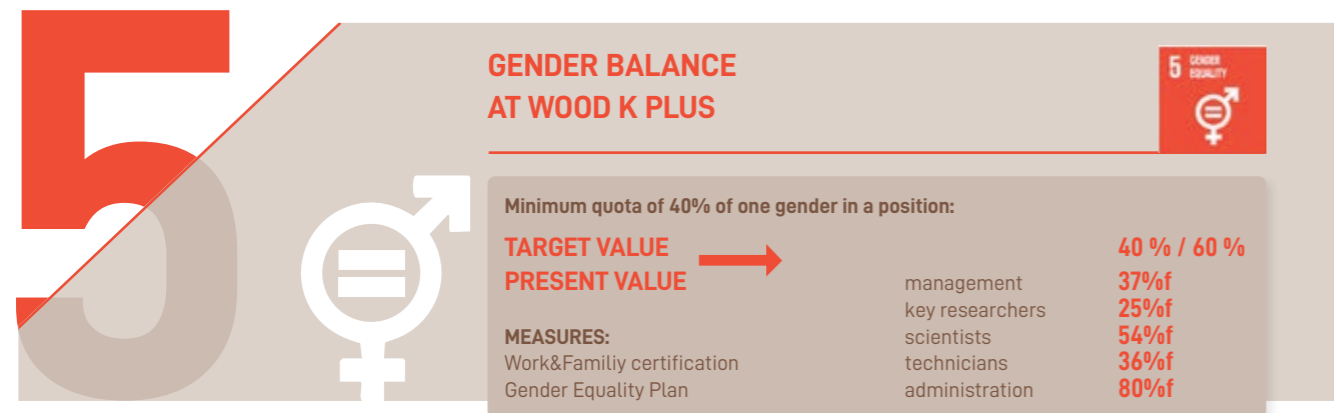 5
GENDER BALANCE
AT WOOD K PLUS
5 GENDER
EQUALITY
Minimum quota of 40% of one gender in a position:
TARGET VALUE 40 % / 60 %
PRESENT VALUE management 37%f
key researchers 25%f
MEASURES: scientists 54%f
Work&Familiy certification technicians 36%f
Gender Equality Plan administration 80%f